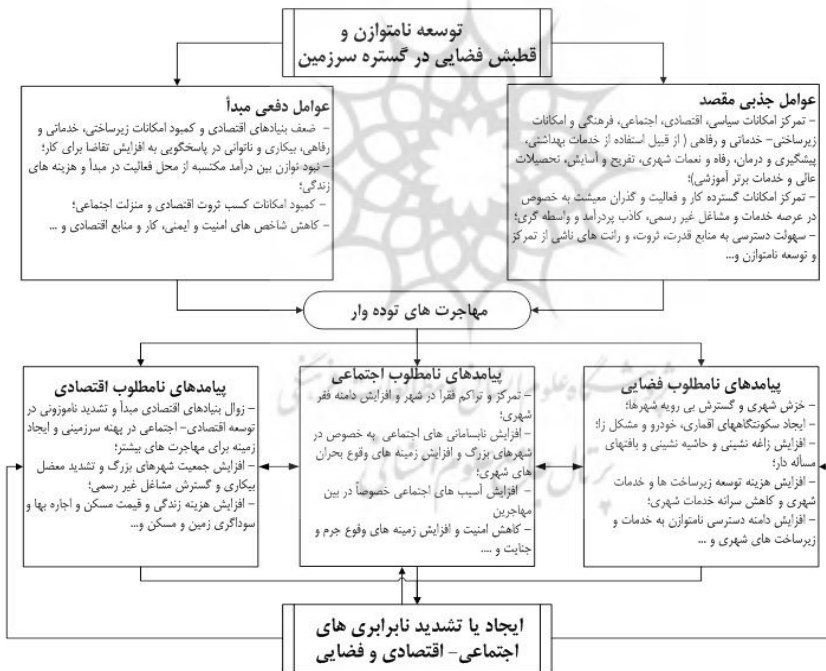 توسعه نامتوازن و
قطبش فضایی در گستره سرزمین
عوامل جذبی مقصد
– تمرکز امکانات سیاسی، اقتصادی، اجتماعی، فرهنگی و امکانات
زیرساختی– خدماتی و رفاهی ( از قبیل استفاده از خدمات بهداشتی،
پیشگیری و درمان، رفاه و نعمات شهری، تفریح و آسایش، تحصیلات
عالی و خدمات برتر آموزشی)؛
– تمرکز امکانات گسترده کار و فعالیت و گذران معیشت به خصوص
در عرصه خدمات و مشاغل غیر رسمی، کاذب پردرآمد و واسطه گری؛
– سهولت دسترسی به منابع قدرت، ثروت، و رانت های ناشی از تمرکز
و توسعه نامتوازن و...
عوامل دفعی مبدأ
– ضعف بنیادهای اقتصادی و کمبود امکانات زیرساختی، خدماتی و
رفاهی، بیکاری و ناتوانی در پاسخگویی به افزایش تقاضا برای کار؛
– نبود توازن بین درآمد مکتسبه از محل فعالیت در مبدأ و هزینه های
زندگی؛
– کمبود امکانات کسب ثروت اقتصادی و منزلت اجتماعی؛
– کاهش شاخص های امنیت و ایمنی، کار و منابع اقتصادی و ...
مهاجرت های توده وار
پیامدهای نامطلوب فضایی
– خزش شهری و گسترش بی رویه شهرها؛
– ایجاد سکونتگاههای اقماری، خودرو و مشکل زا؛
– افزایش زاغه نشینی و حاشیه نشینی و بافتهای
مسأله دار؛
– افزایش هزینه توسعه زیرساخت ها و خدمات
شهری و کاهش سرانه خدمات شهری؛
– افزایش دامنه دسترسی نامتوازن به خدمات و
زیرساخت های شهری و ...
پیامدهای نامطلوب اجتماعی
– تمرکز و تراکم فقرا در شهر و افزایش دامنه فقر
شهری؛
– افزایش نابسامانی های اجتماعی به خصوص در
شهرهای بزرگ و افزایش زمینه های وقوع بحران
های شهری؛
– افزایش آسیب های اجتماعی خصوصاً در بین
مهاجرین
– کاهش امنیت و افزایش زمینه های وقوع جرم و
جنایت و ....
پیامدهای نامطلوب اقتصادی
– زوال بنیادهای اقتصادی مبدأ و تشدید ناموزونی در
توسعه اقتصادی– اجتماعی در پهنه سرزمینی و ایجاد
زمینه برای مهاجرت های بیشتر؛
– افزایش جمعیت شهرهای بزرگ و تشدید معضل
بیکاری و گسترش مشاغل غیر رسمی؛
– افزایش هزینه زندگی و قیمت مسکن و اجاره بها و
سوداگری زمین و مسکن و...
ایجاد یا تشدید نابرابری های
اجتماعی– اقتصادی و فضایی